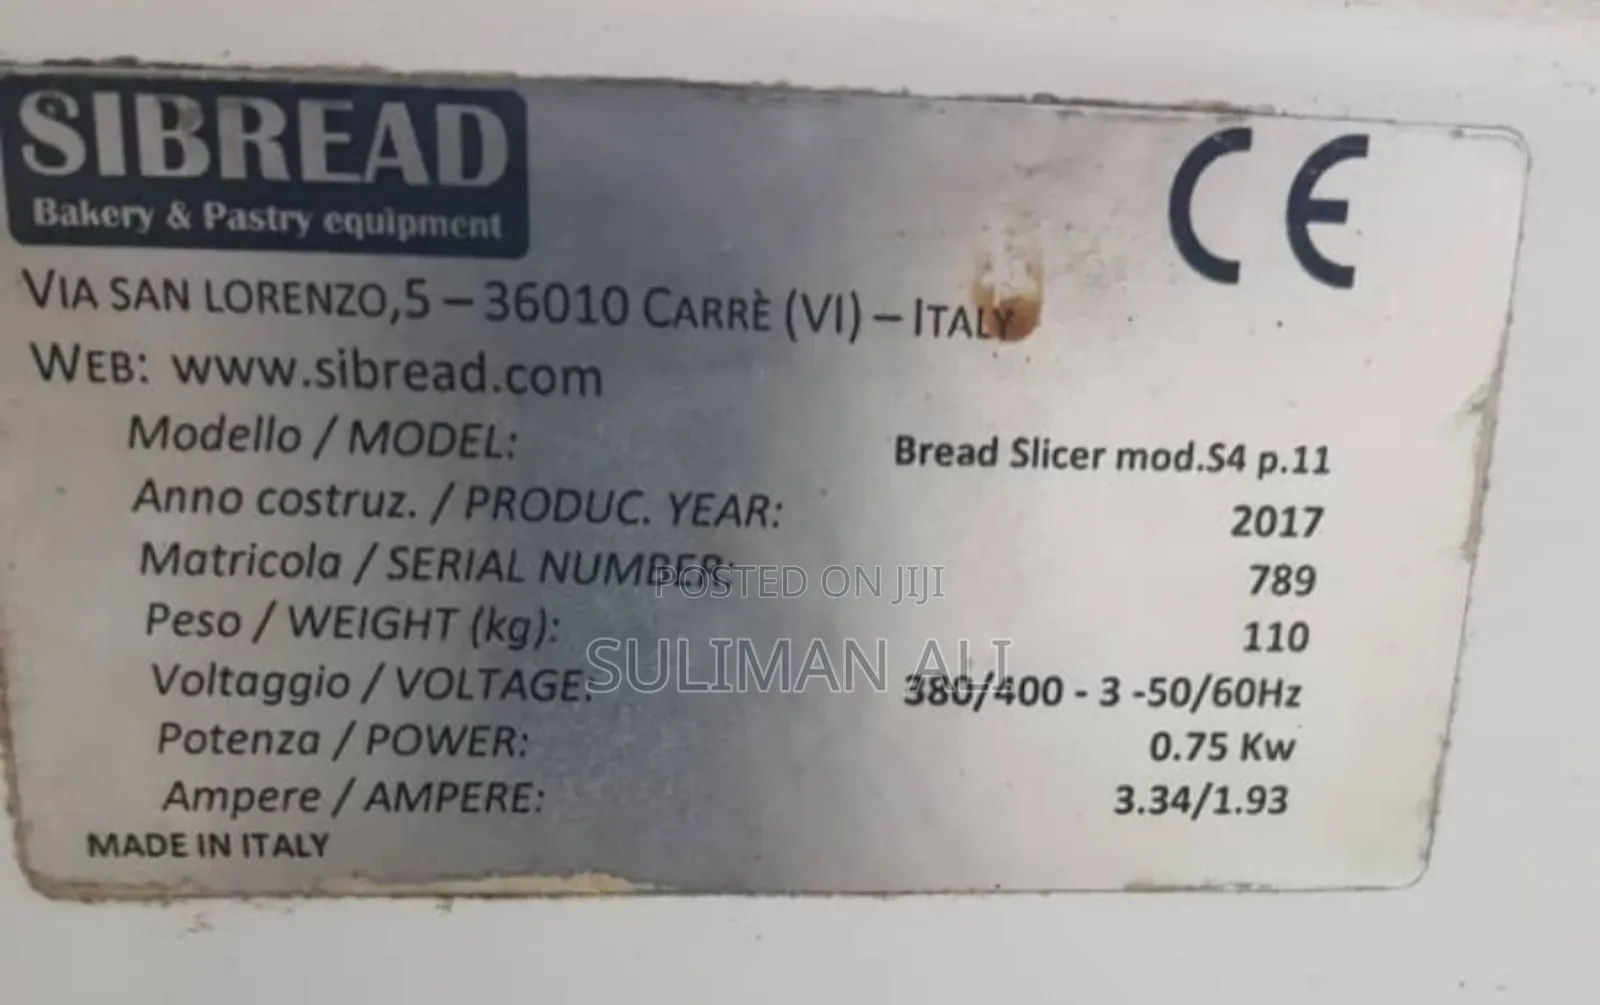 SIBREAD
Bakery & Pastry equipment
CE
VIA SAN LORENZO,5 – 36010 CARRÈ (VI) – ITALY
WEB: www.sibread.com
Modello / MODEL: Bread Slicer mod.S4 p.11
Anno costruz. / PRODUC. YEAR: 2017
Matricola / SERIAL NUMBER: 789
POSTED ON JIJI
Peso / WEIGHT (kg): 110
SULIMAN ALI
Voltaggio / VOLTAGE: 380/400 - 3 -50/60Hz
Potenza / POWER: 0.75 Kw
Ampere / AMPERE: 3.34/1.93
MADE IN ITALY